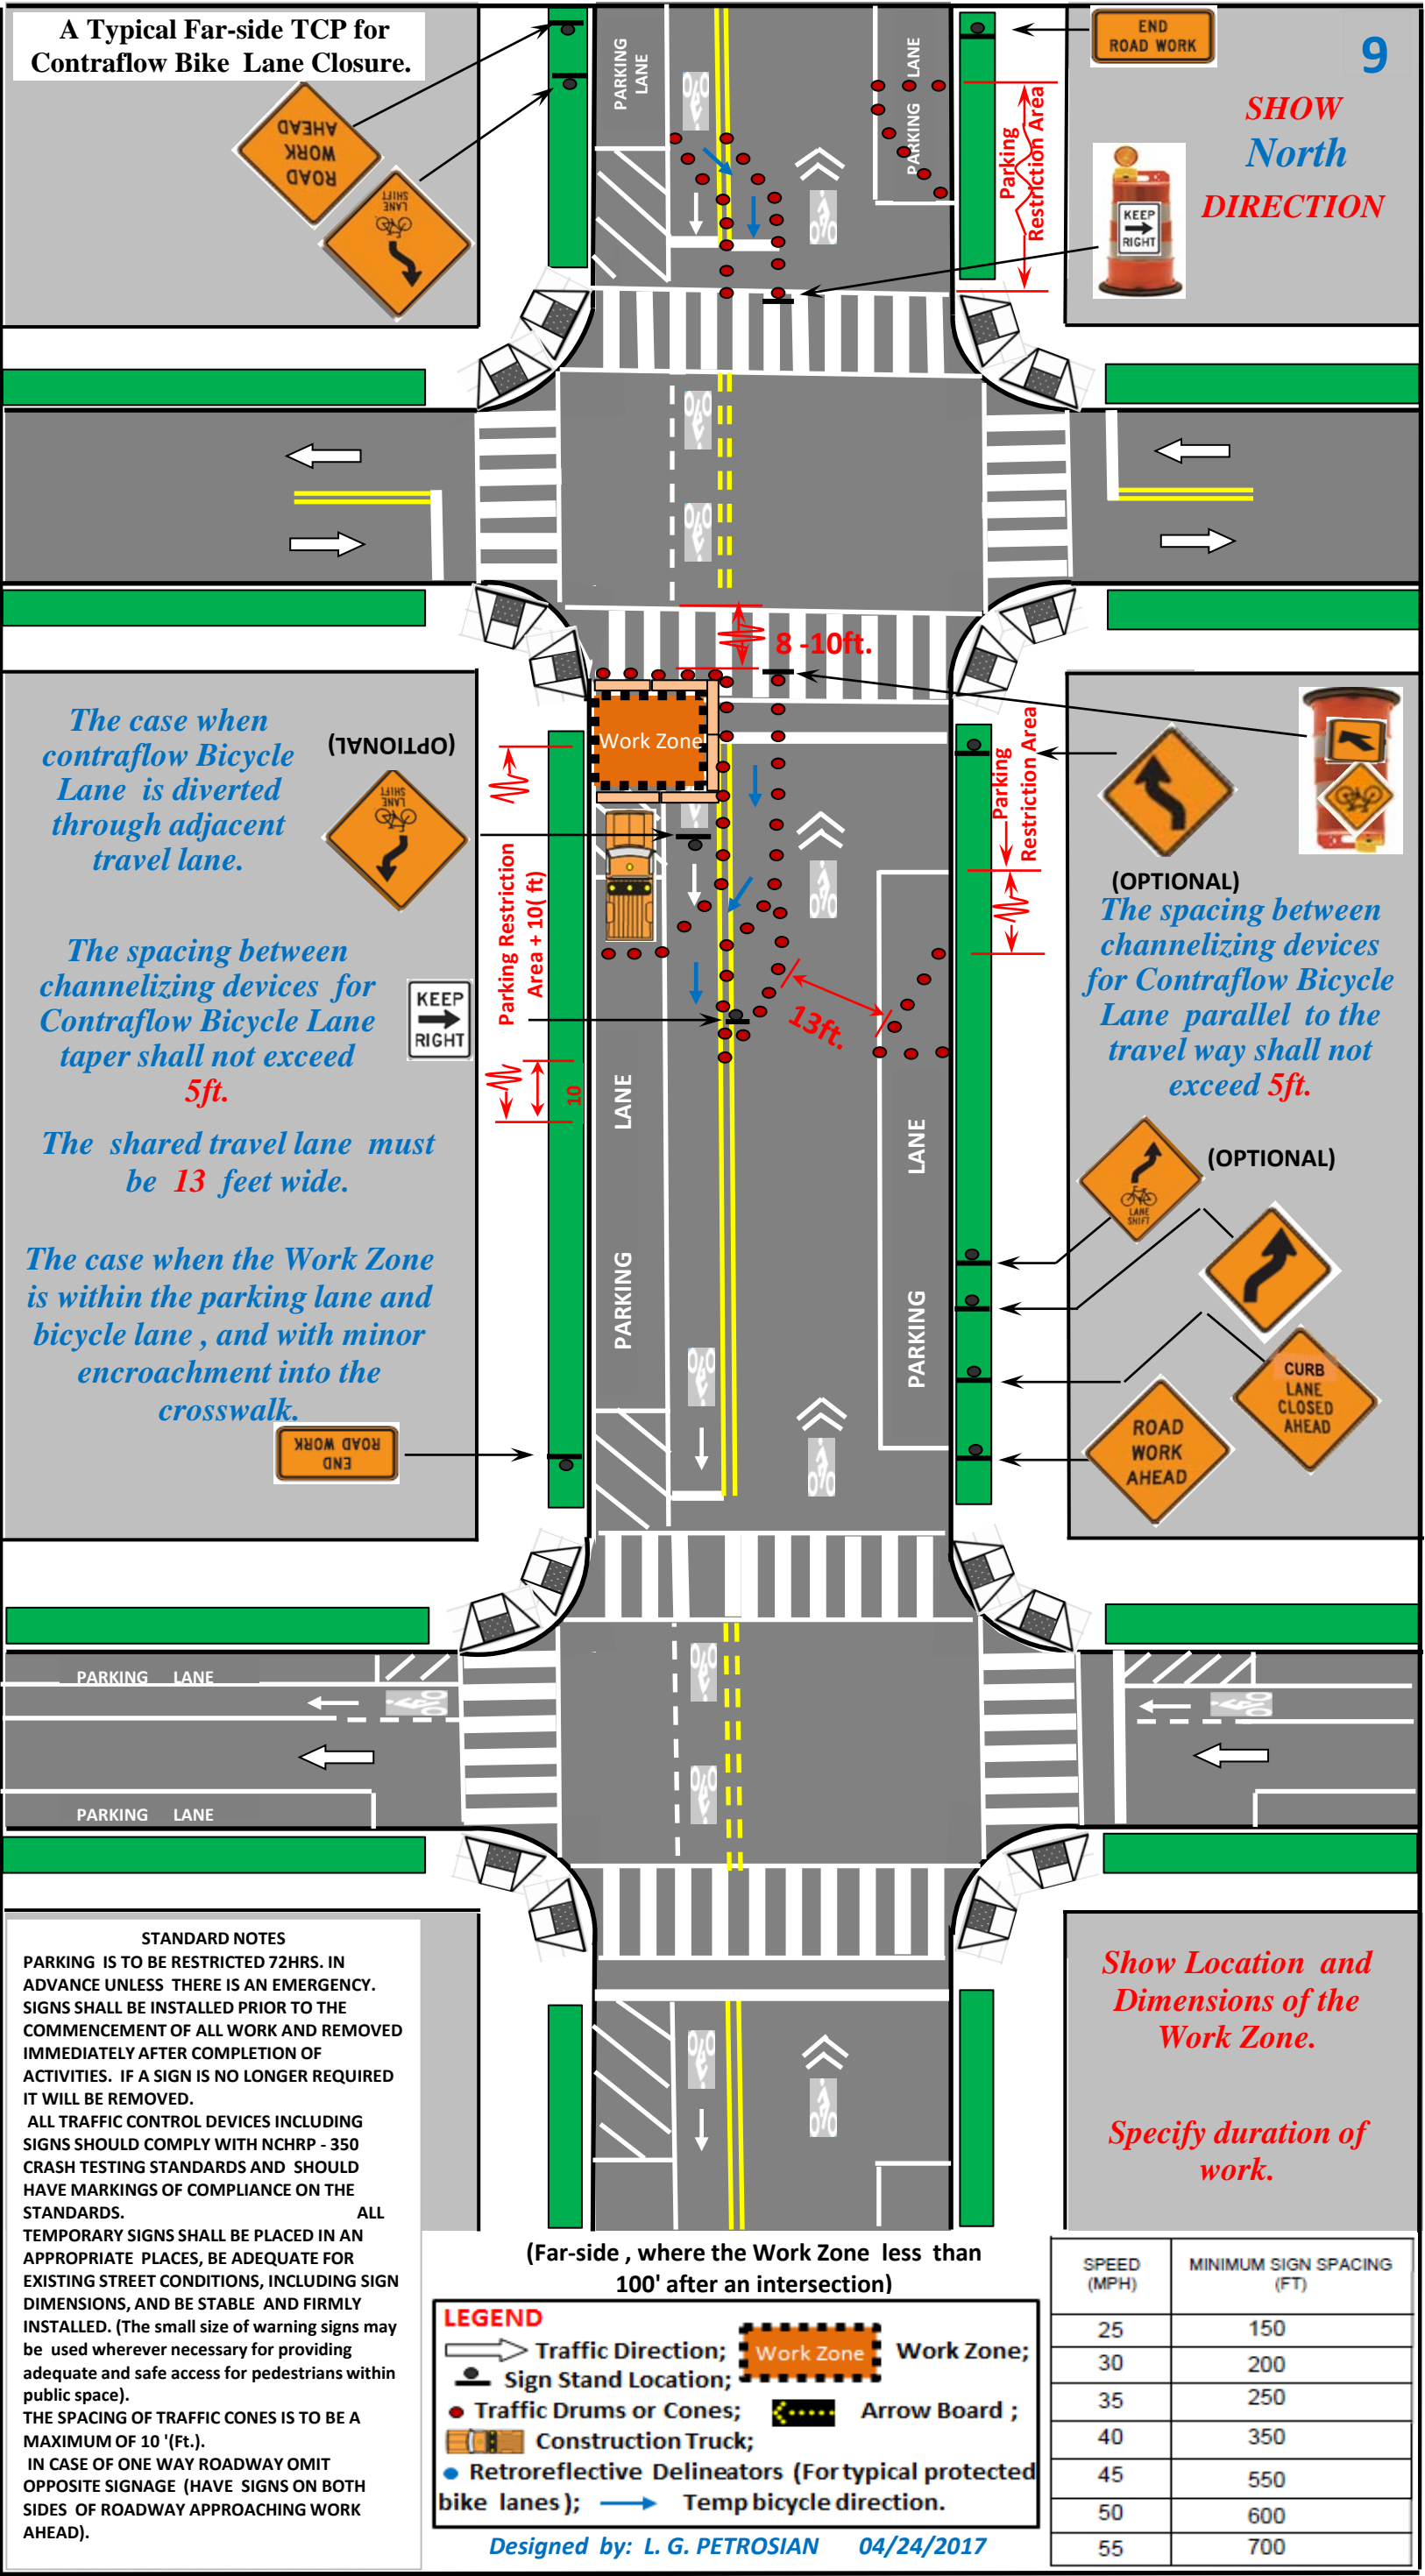 A Typical Far-side TCP for
Contraflow Bike Lane Closure.
ROAD
WORK
AHEAD
LANE
SHIFT
PARKING
LANE
PARKING LANE
Parking
Restriction Area
END
ROAD WORK
9
SHOW
North
DIRECTION
KEEP
RIGHT
8 -10ft.
The case when
contraflow Bicycle
Lane is diverted
through adjacent
travel lane.
(OPTIONAL)
LANE
SHIFT
Work Zone
Parking
Restriction Area
(OPTIONAL)
The spacing between
channelizing devices for
Contraflow Bicycle Lane
taper shall not exceed
5ft.
KEEP
RIGHT
Parking Restriction
Area + 10( ft)
10
13ft.
The spacing between
channelizing devices
for Contraflow Bicycle
Lane parallel to the
travel way shall not
exceed 5ft.
The shared travel lane must
be 13 feet wide.
PARKING LANE
PARKING LANE
(OPTIONAL)
LANE
SHIFT
The case when the Work Zone
is within the parking lane and
bicycle lane , and with minor
encroachment into the
crosswalk.
END
ROAD WORK
CURB
LANE
CLOSED
AHEAD
ROAD
WORK
AHEAD
PARKING LANE
PARKING LANE
STANDARD NOTES
PARKING IS TO BE RESTRICTED 72HRS. IN
ADVANCE UNLESS THERE IS AN EMERGENCY.
SIGNS SHALL BE INSTALLED PRIOR TO THE
COMMENCEMENT OF ALL WORK AND REMOVED
IMMEDIATELY AFTER COMPLETION OF
ACTIVITIES. IF A SIGN IS NO LONGER REQUIRED
IT WILL BE REMOVED.
ALL TRAFFIC CONTROL DEVICES INCLUDING
SIGNS SHOULD COMPLY WITH NCHRP - 350
CRASH TESTING STANDARDS AND SHOULD
HAVE MARKINGS OF COMPLIANCE ON THE
STANDARDS. ALL
TEMPORARY SIGNS SHALL BE PLACED IN AN
APPROPRIATE PLACES, BE ADEQUATE FOR
EXISTING STREET CONDITIONS, INCLUDING SIGN
DIMENSIONS, AND BE STABLE AND FIRMLY
INSTALLED. (The small size of warning signs may
be used wherever necessary for providing
adequate and safe access for pedestrians within
public space).
THE SPACING OF TRAFFIC CONES IS TO BE A
MAXIMUM OF 10 '(Ft.).
IN CASE OF ONE WAY ROADWAY OMIT
OPPOSITE SIGNAGE (HAVE SIGNS ON BOTH
SIDES OF ROADWAY APPROACHING WORK
AHEAD).
Show Location and
Dimensions of the
Work Zone.
Specify duration of
work.
(Far-side , where the Work Zone less than
100' after an intersection)
LEGEND
Traffic Direction; Work Zone Work Zone;
Sign Stand Location;
Traffic Drums or Cones; Arrow Board ;
Construction Truck;
Retroreflective Delineators (For typical protected
bike lanes ); Temp bicycle direction.
Designed by: L. G. PETROSIAN 04/24/2017
SPEED (MPH) MINIMUM SIGN SPACING (FT)
25 150
30 200
35 250
40 350
45 550
50 600
55 700